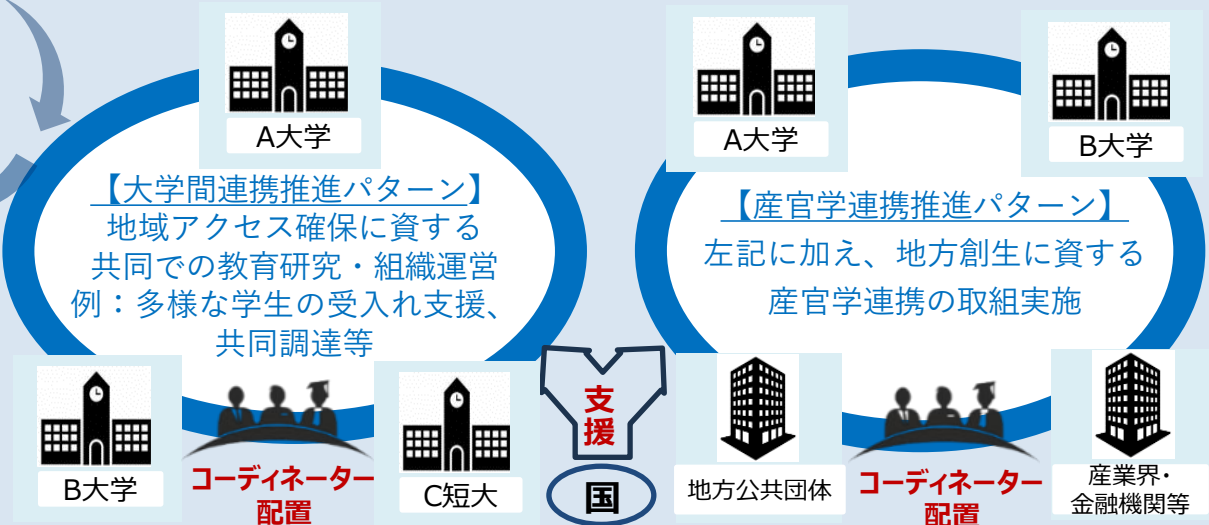 A大学
【大学間連携推進パターン】
地域アクセス確保に資する
共同での教育研究・組織運営
例：多様な学生の受入れ支援、
共同調達等
B大学
コーディネーター
配置
C短大
支
援
国
A大学
B大学
【産官学連携推進パターン】
左記に加え、地方創生に資する
産官学連携の取組実施
地方公共団体
コーディネーター
配置
産業界・
金融機関等